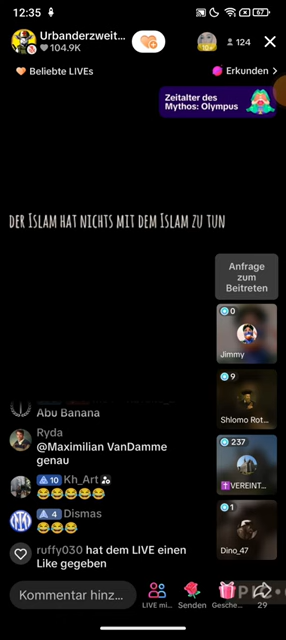 12:35
67
Urbanderzweit...
104.9K
124
Beliebte LIVEs
Erkunden >
Zeitalter des
Mythos: Olympus
der Islam hat nichts mit dem Islam zu tun
Anfrage
zum
Beitreten
0
Jimmy
9
Shlomo Rot...
237
VEREINT...
1
Dino_47
Abu Banana
Ryda
@Maximilian VanDamme
genau
10 Kh_Art
4 Dismas
ruffy030 hat dem LIVE einen
Like gegeben
Kommentar hinz...
LIVE mi...
Senden
Gesche...
29